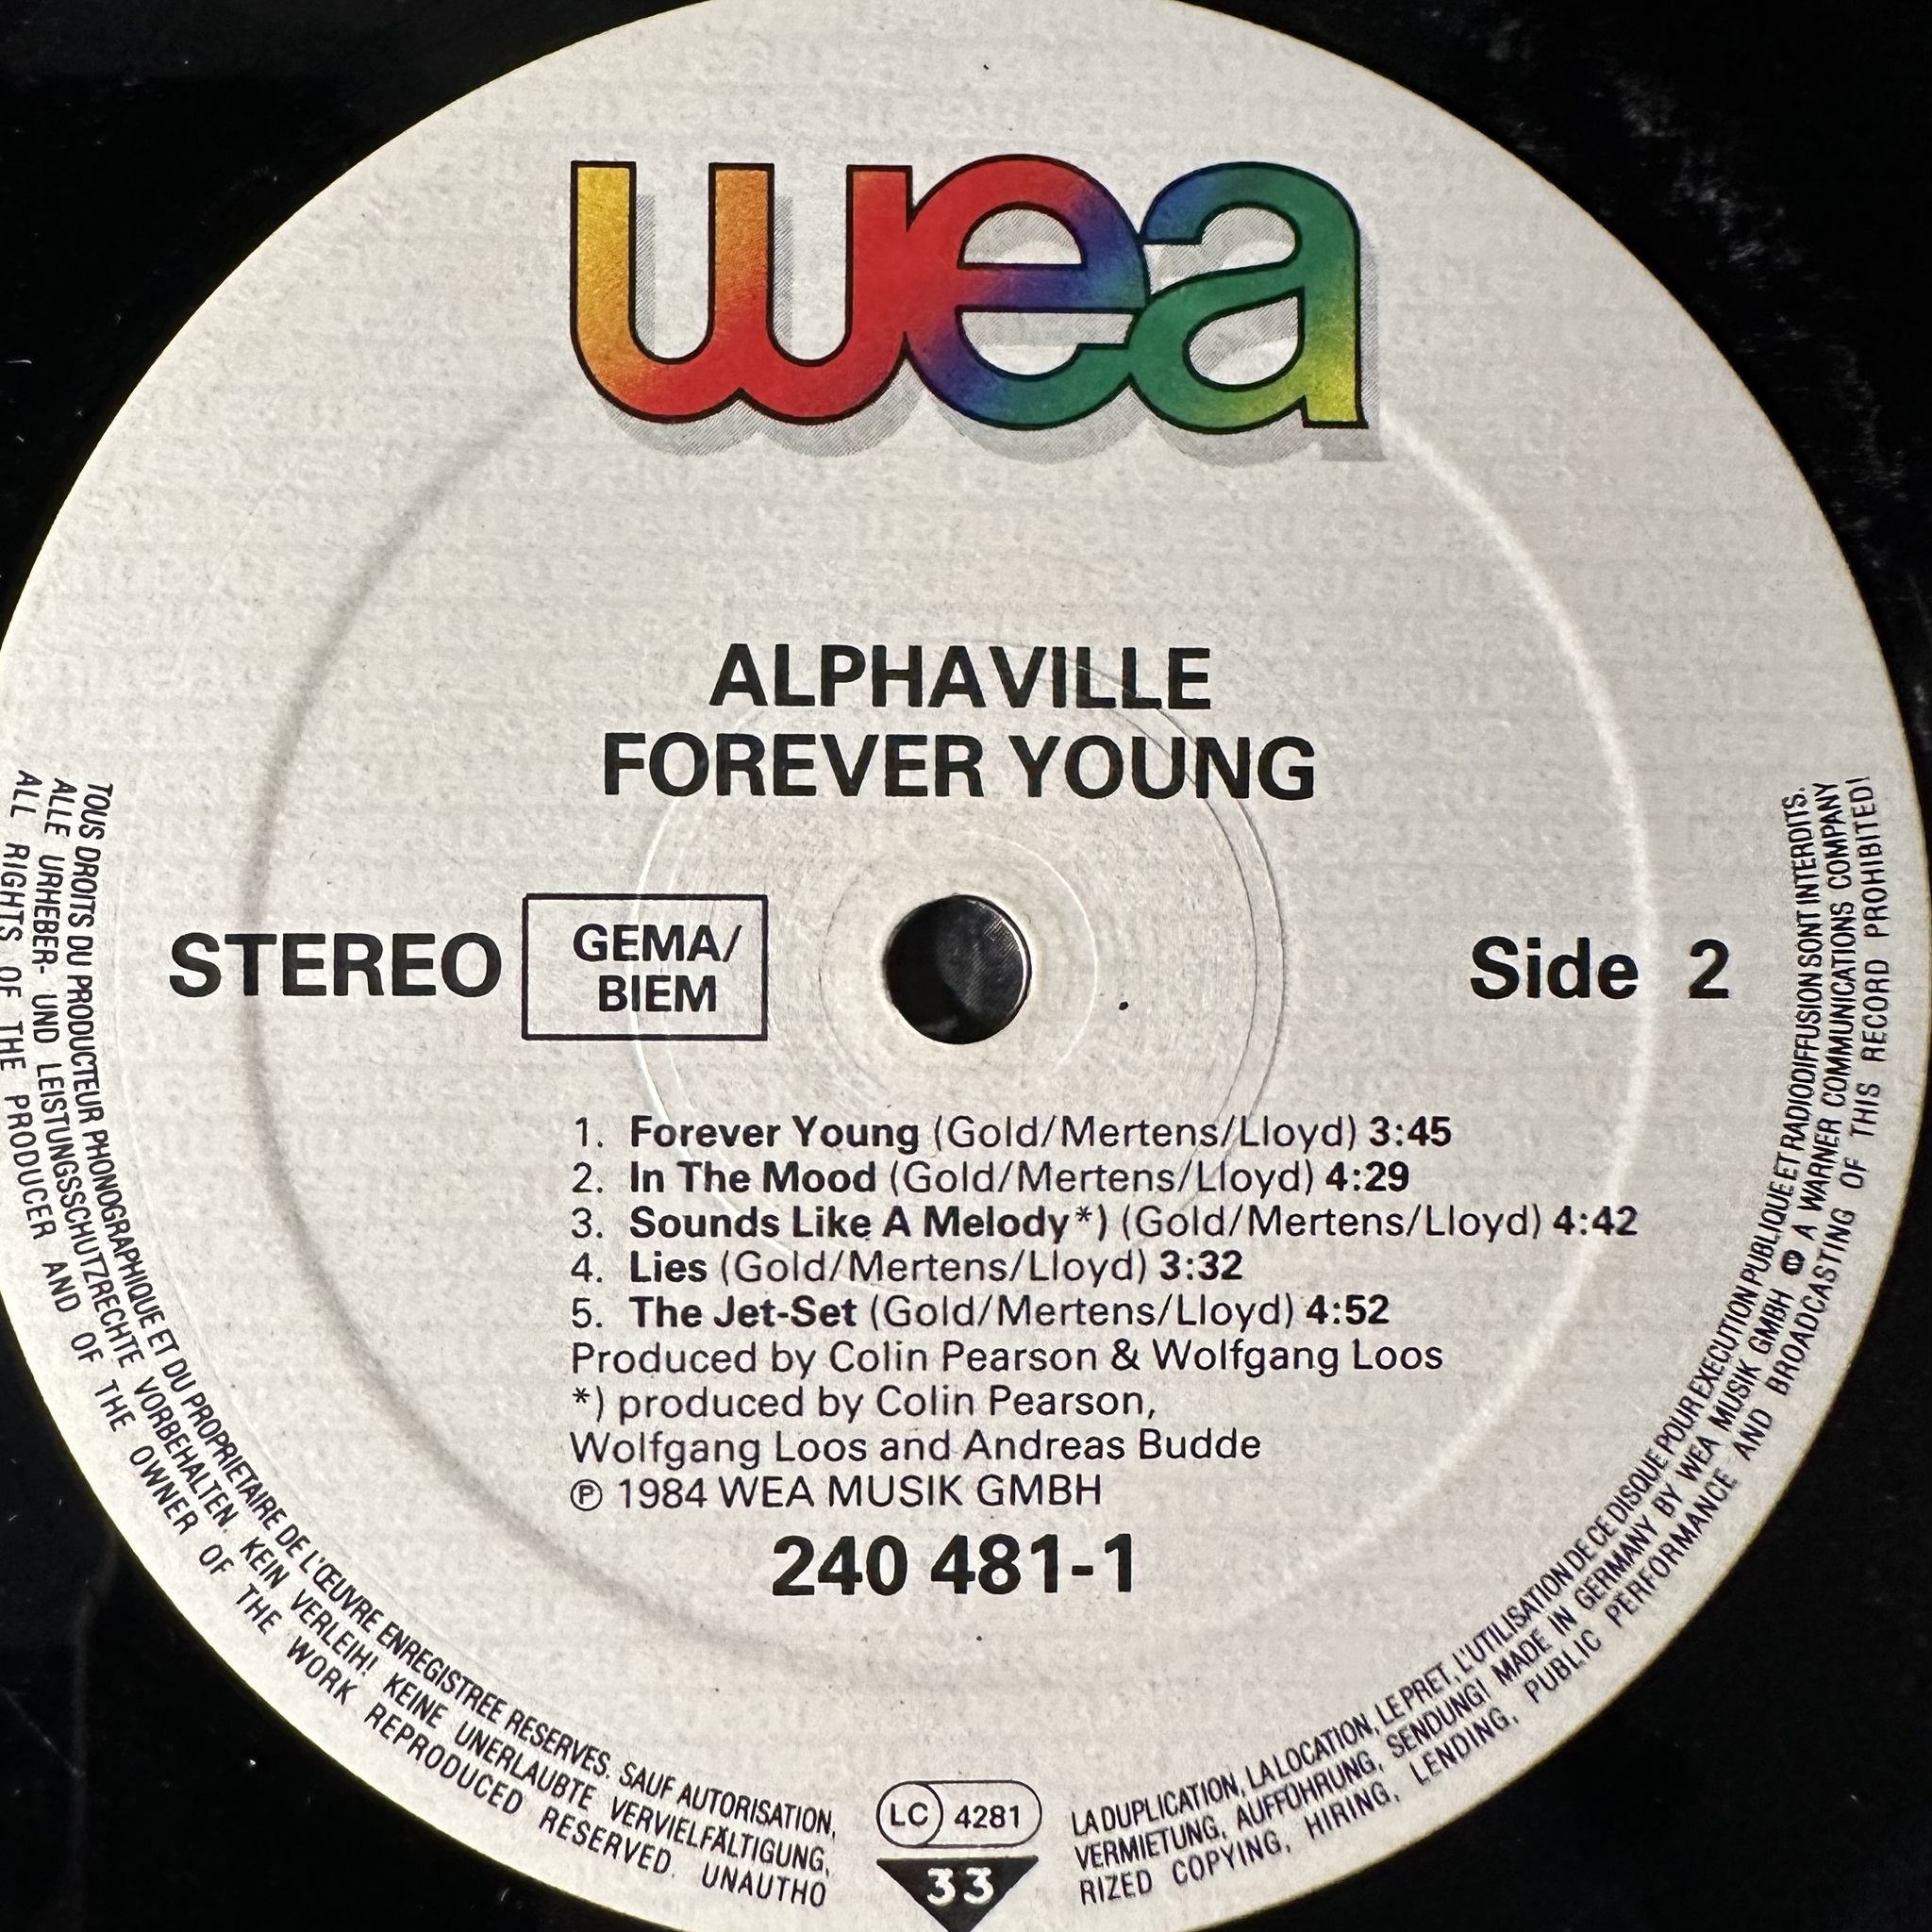 wea
ALPHAVILLE
FOREVER YOUNG
STEREO
GEMA/
BIEM
Side 2
1. Forever Young (Gold/Mertens/Lloyd) 3:45
2. In The Mood (Gold/Mertens/Lloyd) 4:29
3. Sounds Like A Melody*) (Gold/Mertens/Lloyd) 4:42
4. Lies (Gold/Mertens/Lloyd) 3:32
5. The Jet-Set (Gold/Mertens/Lloyd) 4:52
Produced by Colin Pearson & Wolfgang Loos
*) produced by Colin Pearson,
Wolfgang Loos and Andreas Budde
℗ 1984 WEA MUSIK GMBH
240 481-1
TOUS DROITS DU PRODUCTEUR PHONOGRAPHIQUE ET DU PROPRIETAIRE DE L'ŒUVRE ENREGISTREE RESERVES. SAUF AUTORISATION, LA DUPLICATION, LA LOCATION, LE PRET, L'UTILISATION DE CE DISQUE POUR EXECUTION PUBLIQUE ET RADIODIFFUSION SONT INTERDITS.
ALLE URHEBER- UND LEISTUNGSSCHUTZRECHTE VORBEHALTEN. KEIN VERLEIH! KEINE UNERLAUBTE VERVIELFÄLTIGUNG, VERMIETUNG, AUFFÜHRUNG, SENDUNG! MADE IN GERMANY BY WEA MUSIK GMBH A WARNER COMMUNICATIONS COMPANY
ALL RIGHTS OF THE PRODUCER AND OF THE OWNER OF THE WORK REPRODUCED RESERVED. UNAUTHORIZED COPYING, HIRING, LENDING, PUBLIC PERFORMANCE AND BROADCASTING OF THIS RECORD PROHIBITED!
LC 4281
33